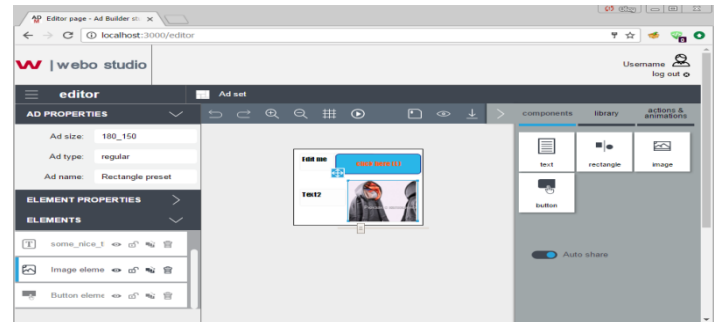 Editor page - Ad Builder st
localhost:3000/editor
webo studio
Username
log out
editor
Ad set
AD PROPERTIES
components
library
actions &
animations
Ad size:
180_150
Ad type:
regular
Ad name:
Rectangle preset
ELEMENT PROPERTIES
ELEMENTS
some_nice_t
Image eleme
Button eleme
Edit me
Text2
text
rectangle
image
button
Auto share